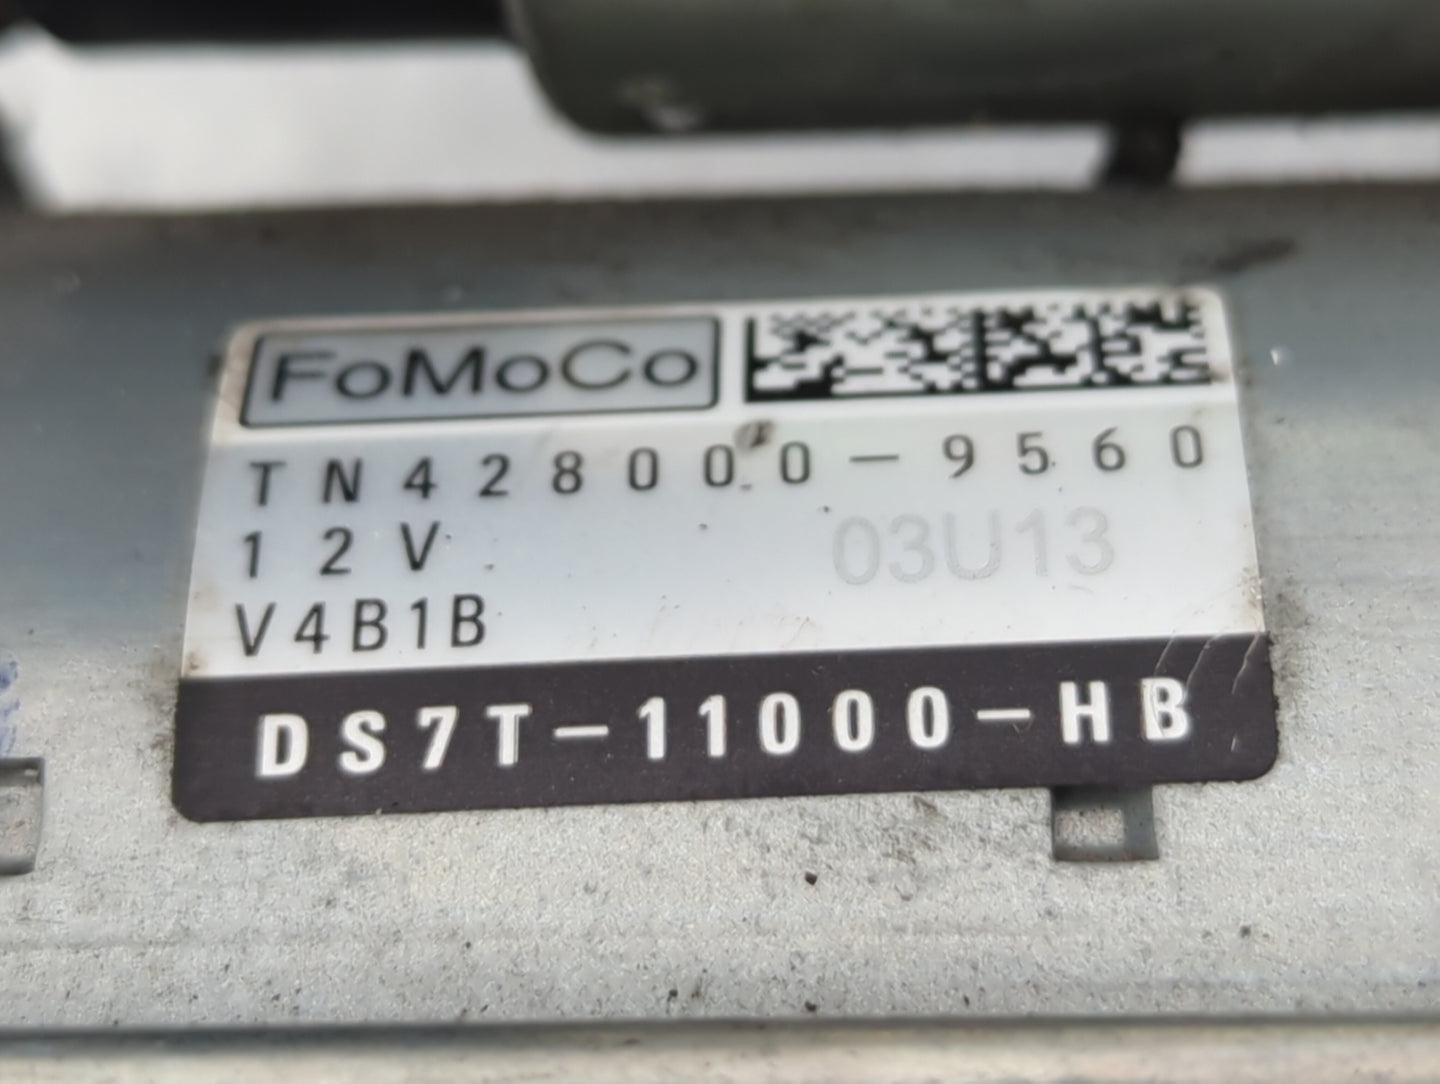 FoMoCo
TN428000-9560
12V 03U13
V4B1B
DS7T-11000-HB